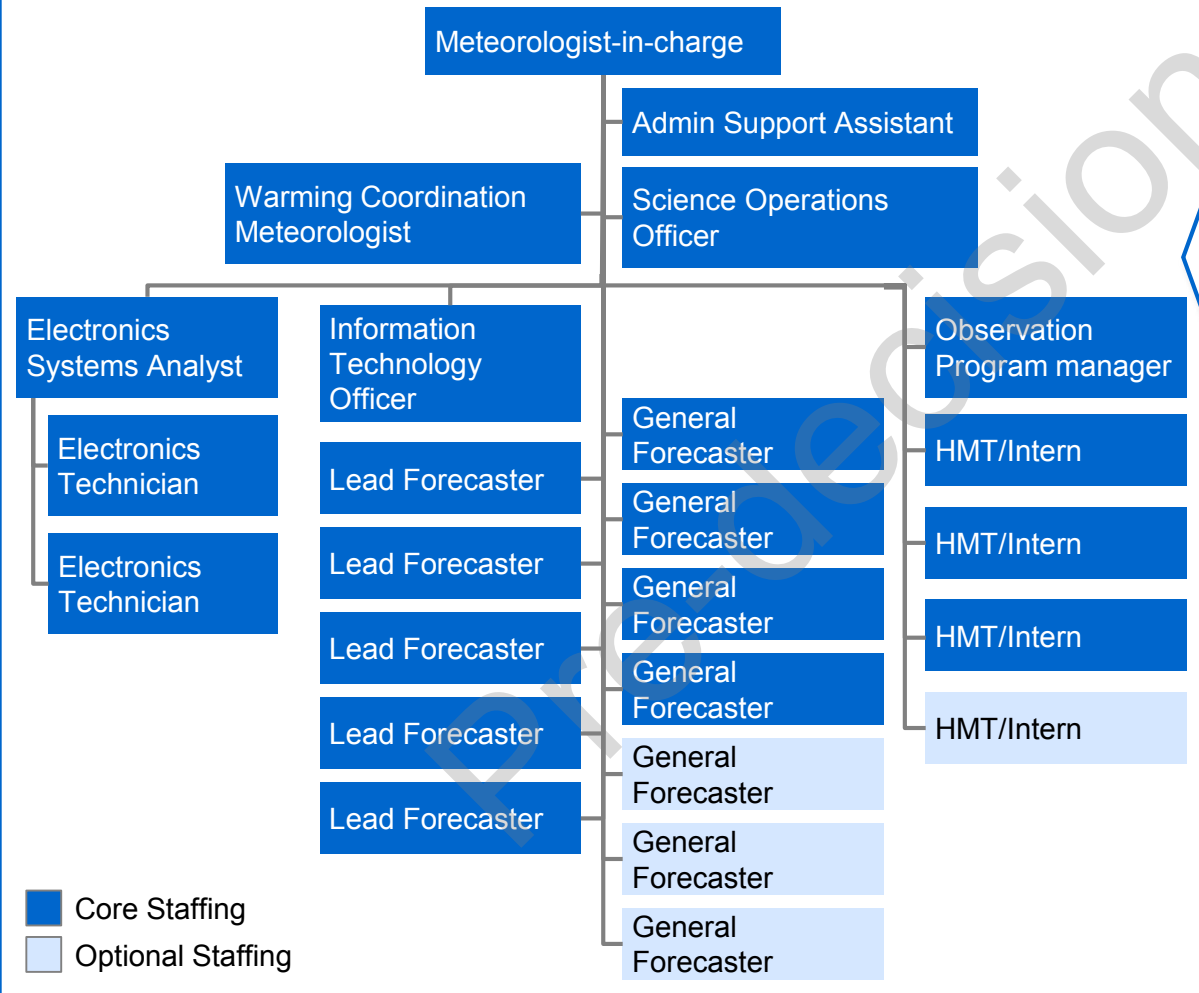 Meteorologist-in-charge
Admin Support Assistant
Warming Coordination
Meteorologist
Science Operations
Officer
Electronics
Systems Analyst
Electronics
Technician
Electronics
Technician
Information
Technology
Officer
Lead Forecaster
Lead Forecaster
Lead Forecaster
Lead Forecaster
Lead Forecaster
General
Forecaster
General
Forecaster
General
Forecaster
General
Forecaster
General
Forecaster
General
Forecaster
General
Forecaster
Observation
Program manager
HMT/Intern
HMT/Intern
HMT/Intern
HMT/Intern
Core Staffing
Optional Staffing
Pre-decision